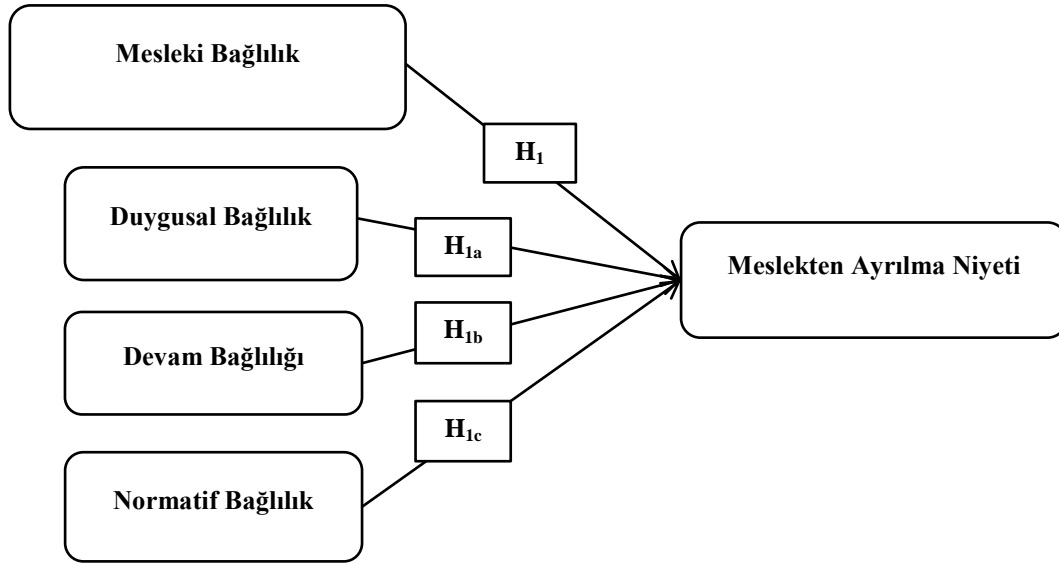 Mesleki Bağlılık
H1
Duygusal Bağlılık
H1a
Meslekten Ayrılma Niyeti
H1b
Devam Bağlılığı
H1c
Normatif Bağlılık